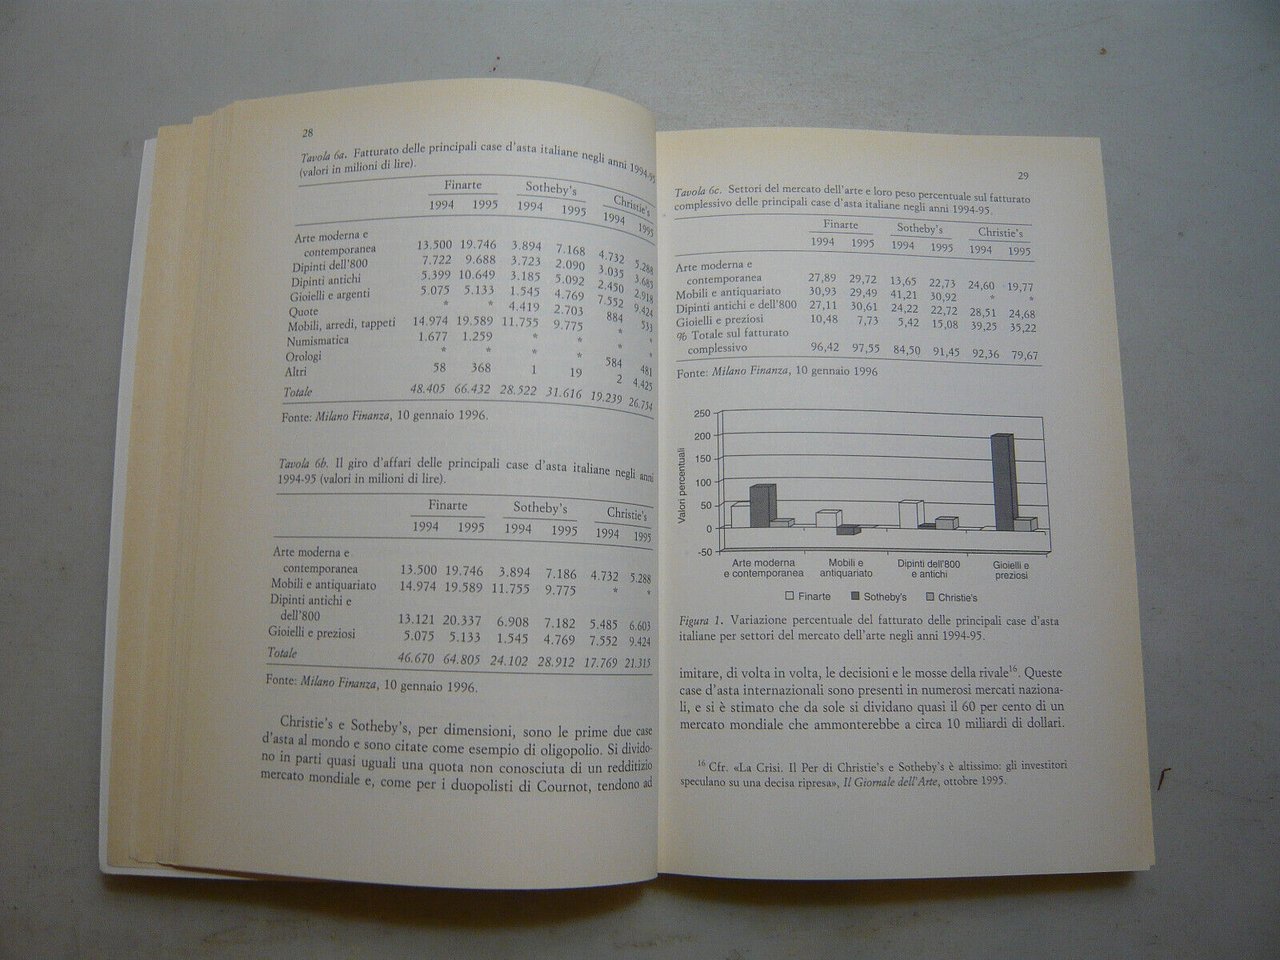 28
Tavola 6a. Fatturato delle principali case d'asta italiane negli anni 1994-95
(valori in milioni di lire).
Finarte Sotheby's Christie's
1994 1995 1994 1995 1994 1995
Arte moderna e
contemporanea 13.500 19.746 3.894 7.168 4.732 5.288
Dipinti dell'800 7.722 9.688 3.723 2.090 3.035 3.685
Dipinti antichi 5.399 10.649 3.185 5.092 2.450 2.918
Gioielli e argenti 5.075 5.133 1.545 4.769 7.552 9.424
Quote * * 4.419 2.703 884 533
Mobili, arredi, tappeti 14.974 19.589 11.755 9.775 * *
Numismatica 1.677 1.259 * * * *
Orologi * * * * 584 481
Altri 58 368 1 19 2 4.425
Totale 48.405 66.432 28.522 31.616 19.239 26.754
Fonte: Milano Finanza, 10 gennaio 1996.
Tavola 6b. Il giro d'affari delle principali case d'asta italiane negli anni
1994-95 (valori in milioni di lire).
Finarte Sotheby's Christie's
1994 1995 1994 1995 1994 1995
Arte moderna e
contemporanea 13.500 19.746 3.894 7.186 4.732 5.288
Mobili e antiquariato 14.974 19.589 11.755 9.775 * *
Dipinti antichi e
dell'800 13.121 20.337 6.908 7.182 5.485 6.603
Gioielli e preziosi 5.075 5.133 1.545 4.769 7.552 9.424
Totale 46.670 64.805 24.102 28.912 17.769 21.315
Fonte: Milano Finanza, 10 gennaio 1996.
Christie's e Sotheby's, per dimensioni, sono le prime due case
d'asta al mondo e sono citate come esempio di oligopolio. Si divido-
no in parti quasi uguali una quota non conosciuta di un redditizio
mercato mondiale e, come per i duopolisti di Cournot, tendono ad
29
Tavola 6c. Settori del mercato dell'arte e loro peso percentuale sul fatturato
complessivo delle principali case d'asta italiane negli anni 1994-95.
Finarte Sotheby's Christie's
1994 1995 1994 1995 1994 1995
Arte moderna e
contemporanea 27,89 29,72 13,65 22,73 24,60 19,77
Mobili e antiquariato 30,93 29,49 41,21 30,92 * *
Dipinti antichi e dell'800 27,11 30,61 24,22 22,72 28,51 24,68
Gioielli e preziosi 10,48 7,73 5,42 15,08 39,25 35,22
% Totale sul fatturato
complessivo 96,42 97,55 84,50 91,45 92,36 79,67
Fonte: Milano Finanza, 10 gennaio 1996
Valori percentuali
250
200
150
100
50
0
-50
Arte moderna Mobili e Dipinti dell'800 Gioielli e
e contemporanea antiquariato e antichi preziosi
Finarte Sotheby's Christie's
Figura 1. Variazione percentuale del fatturato delle principali case d'asta
italiane per settori del mercato dell'arte negli anni 1994-95.
imitare, di volta in volta, le decisioni e le mosse della rivale16. Queste
case d'asta internazionali sono presenti in numerosi mercati naziona-
li, e si è stimato che da sole si dividano quasi il 60 per cento di un
mercato mondiale che ammonterebbe a circa 10 miliardi di dollari.
16 Cfr. «La Crisi. Il Per di Christie's e Sotheby's è altissimo: gli investitori
speculano su una decisa ripresa», Il Giornale dell'Arte, ottobre 1995.